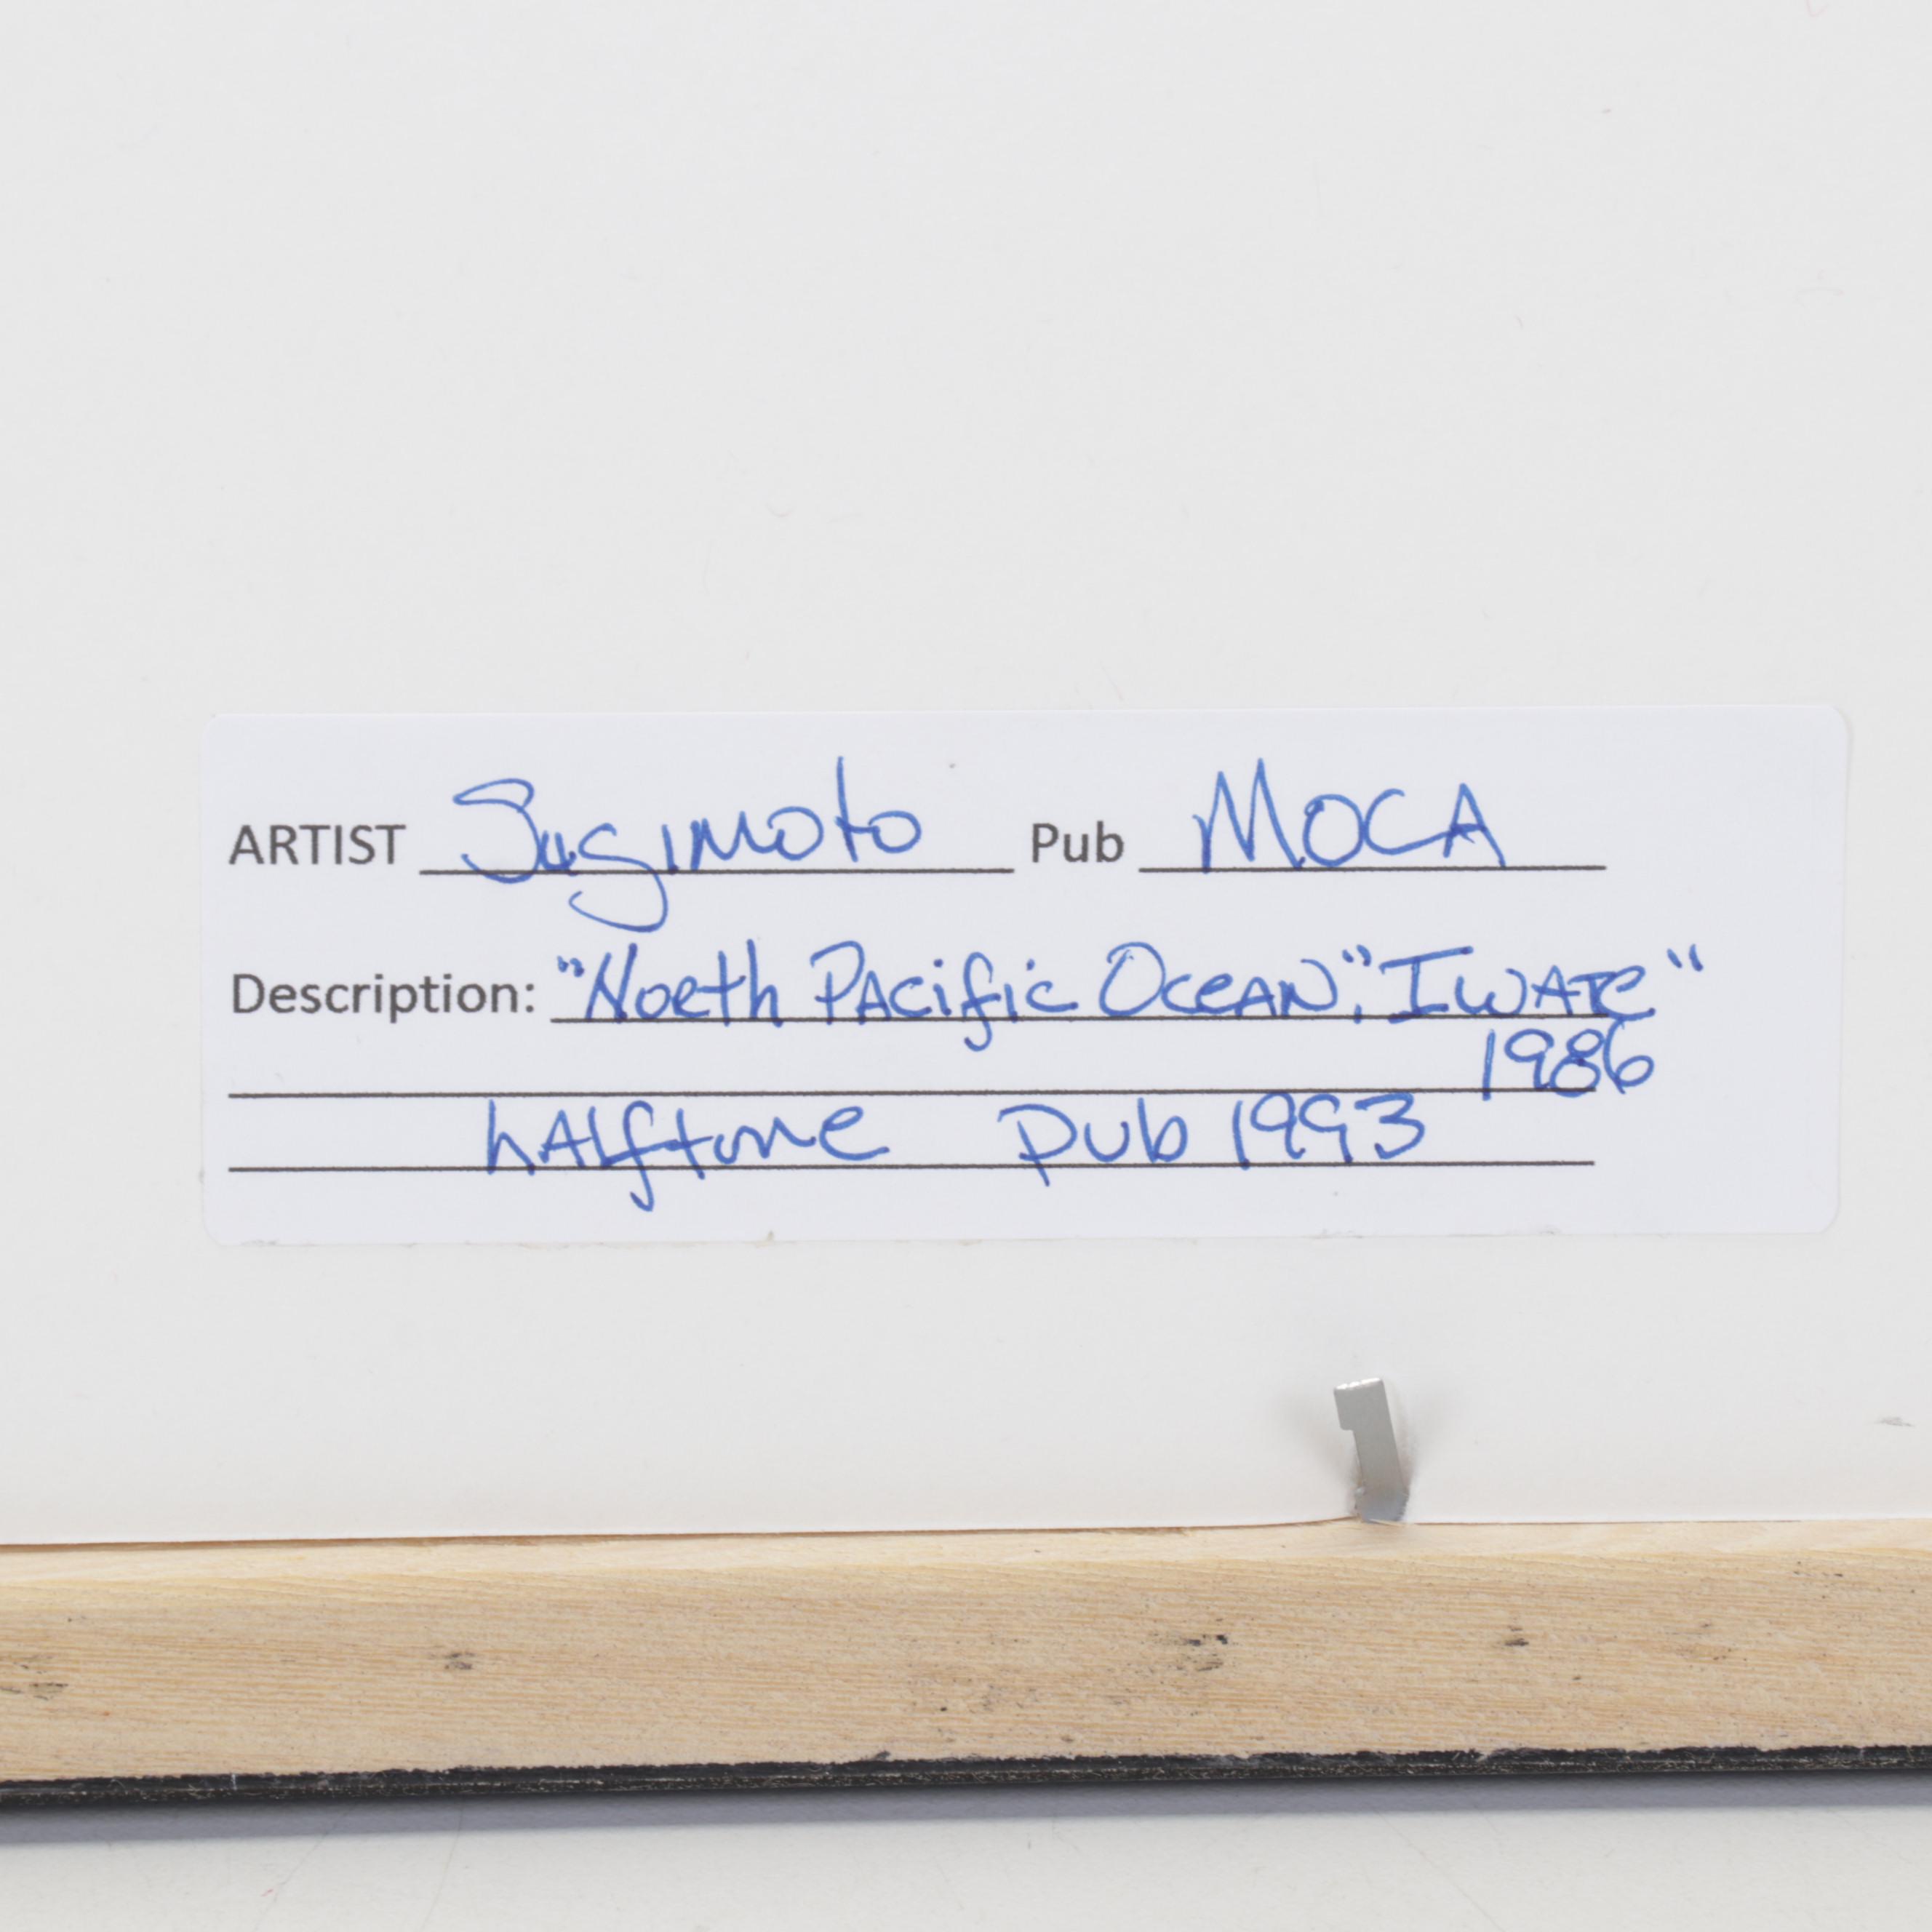 ARTIST Sugimoto Pub MOCA
Description: "North Pacific Ocean", "Iwate"
1986
halftone pub 1993